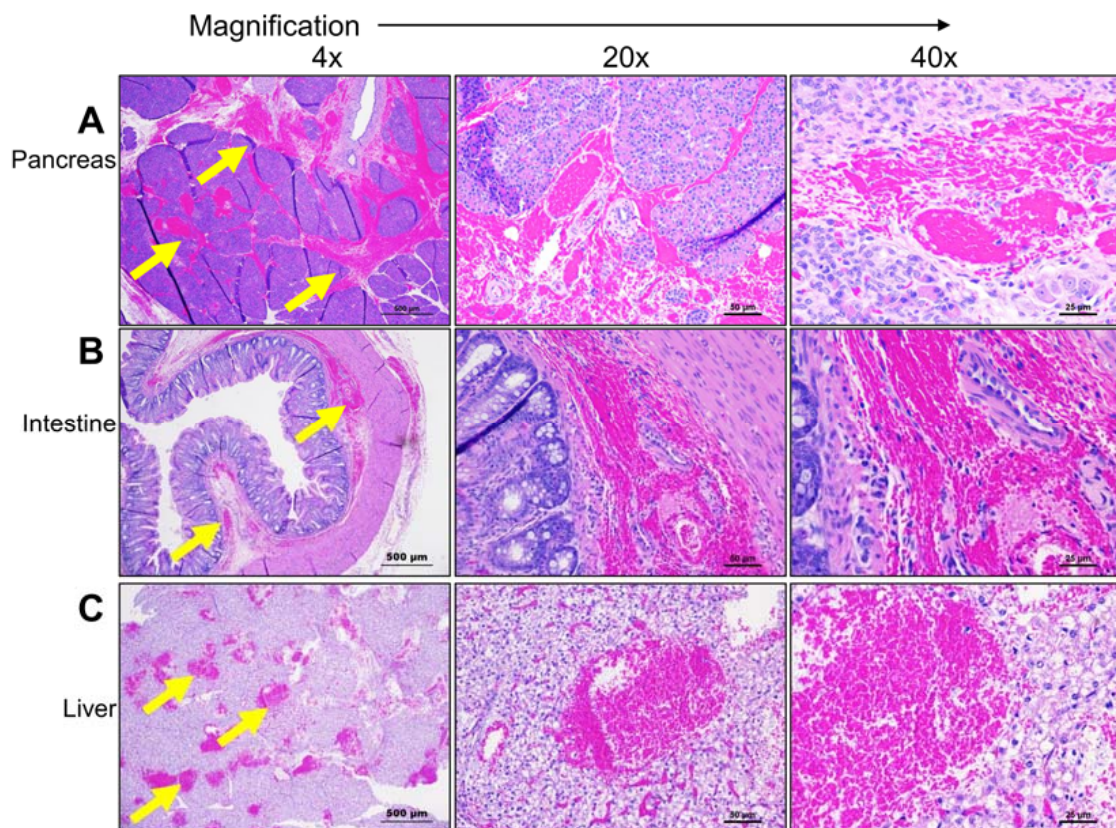 Magnification
4x 20x 40x
A
Pancreas
500 µm 50 µm 25 µm
B
Intestine
500 µm 50 µm 25 µm
C
Liver
500 µm 50 µm 25 µm